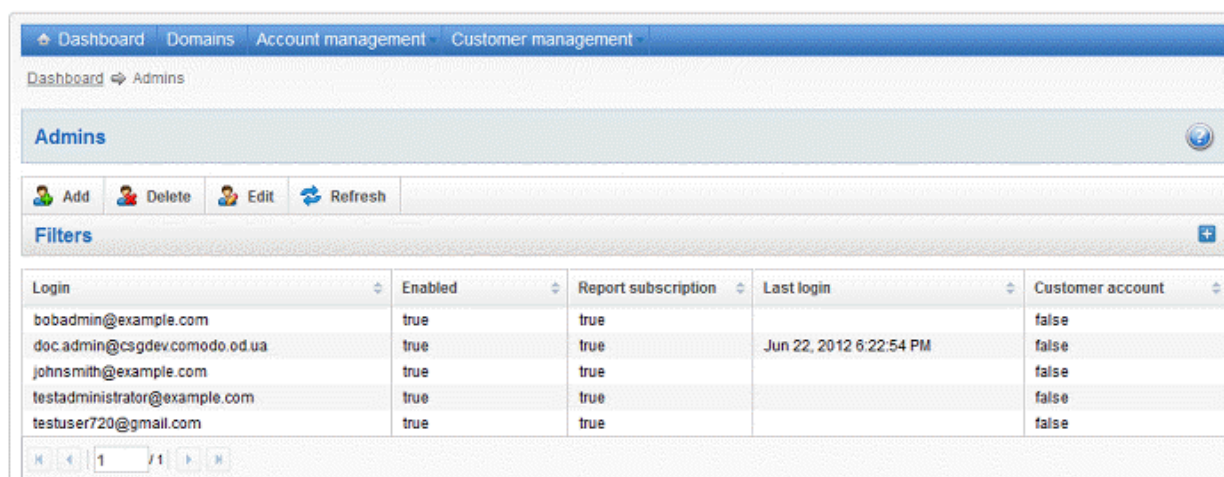 Dashboard Domains Account management Customer management
Dashboard Admins
Admins
Add Delete Edit Refresh
Filters
Login Enabled Report subscription Last login Customer account
bobadmin@example.com true true false
doc.admin@csgdev.comodo.od.ua true true Jun 22, 2012 6:22:54 PM false
johnsmith@example.com true true false
testadministrator@example.com true true false
testuser720@gmail.com true true false
1 / 1